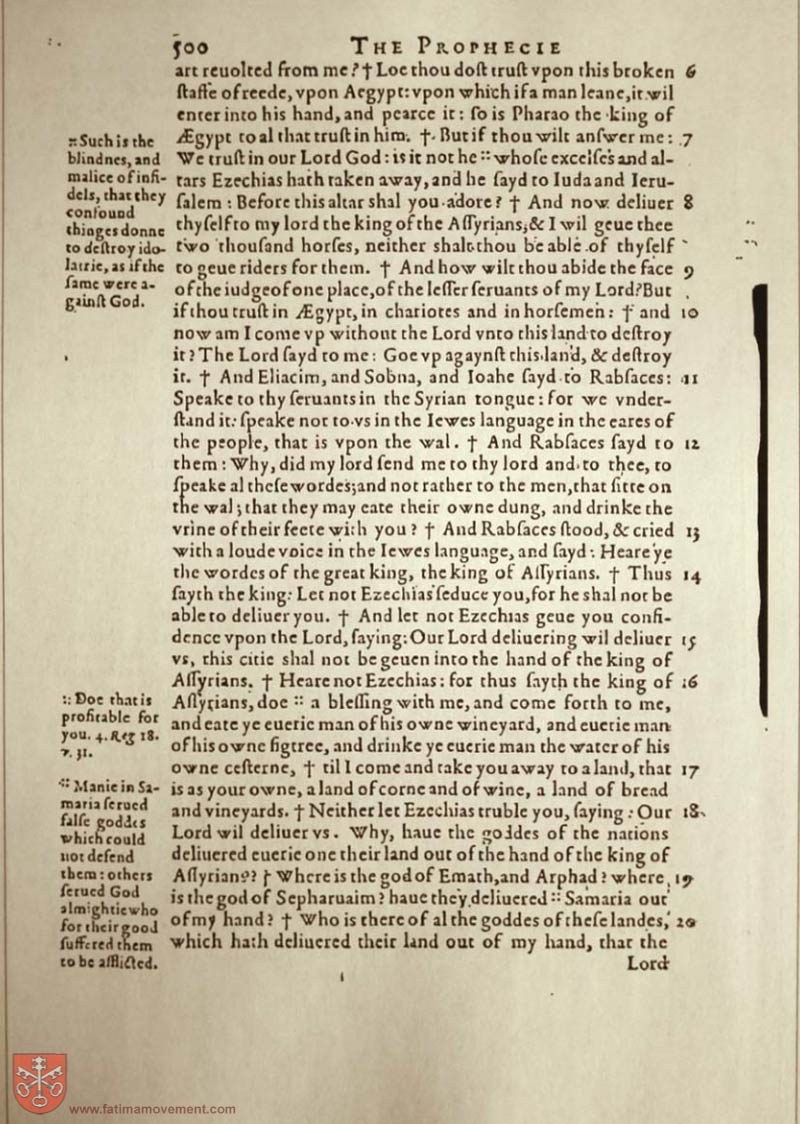 500 THE PROPHECIE
art reuolted from me? † Loe thou doſt truſt vpon this broken 6
ſtaffe of reede, vpon Aegypt: vpon which if a man leane, it wil
enter into his hand, and pearce it: ſo is Pharao the king of
Ægypt to al that truſt in him. † But if thou wilt anſwer me: 7
We truſt in our Lord God: is it not he :: whoſe excelſes and al-
tars Ezechias hath taken away, and he ſayd to Iuda and Ieru-
ſalem: Before this altar shal you adore? † And now deliuer 8
thyſelf to my lord the king of the Aſſyrians, & I wil geue thee
two thouſand horſes, neither shalt thou be able of thyſelf
to geue riders for them. † And how wilt thou abide the face 9
of the iudge of one place, of the leſſer ſeruants of my Lord? But
if thou truſt in Ægypt, in chariotes and in horſemen: † and 10
now am I come vp without the Lord vnto this land to deſtroy
it? The Lord ſayd to me: Goe vp agaynſt this land, & deſtroy
it. † And Eliacim, and Sobna, and Ioahe ſayd to Rabſaces: 11
Speake to thy ſeruants in the Syrian tongue: for we vnder-
ſtand it: ſpeake not to vs in the Iewes language in the eares of
the people, that is vpon the wal. † And Rabſaces ſayd to 12
them: Why, did my lord ſend me to thy lord and to thee, to
ſpeake al theſe wordes; and not rather to the men, that ſitte on
the wal; that they may eate their owne dung, and drinke the
vrine of their feete with you? † And Rabſaces ſtood, & cried 13
with a loude voice in the Iewes language, and ſayd: Heare ye
the wordes of the great king, the king of Aſſyrians. † Thus 14
ſayth the king: Let not Ezechias ſeduce you, for he shal not be
able to deliuer you. † And let not Ezechias geue you confi-
dence vpon the Lord, ſaying: Our Lord deliuering wil deliuer 15
vs, this citie shal not be geuen into the hand of the king of
Aſſyrians. † Heare not Ezechias: for thus ſayth the king of 16
Aſſyrians, doe :: a bleſſing with me, and come forth to me,
and eate ye euerie man of his owne vineyard, and euerie man
of his owne figtree, and drinke ye euerie man the water of his
owne ceſterne, † til I come and take you away to a land, that 17
is as your owne, a land of corne and of wine, a land of bread
and vineyards. † Neither let Ezechias truble you, ſaying: Our 18
Lord wil deliuer vs. Why, haue the goddes of the nations
deliuered euerie one their land out of the hand of the king of
Aſſyrians? † Where is the god of Emath, and Arphad? where 19
is the god of Sepharuaim? haue they deliuered :: Samaria out
of my hand? † Who is there of al the goddes of theſe landes, 20
which hath deliuered their land out of my hand, that the
Lord
:: Such is the
blindnes, and
malice of infi-
dels, that they
confound
thinges donne
to deſtroy ido-
latrie, as if the
ſame were a-
gainſt God.
:: Doe that is
profitable for
you. 4. Reg 18.
v. 31.
:: Manie in Sa-
maria ſerued
falſe goddes
which could
not defend
them: others
ſerued God
almightie who
for their good
ſuffered them
to be afflicted.
www.fatimamovement.com